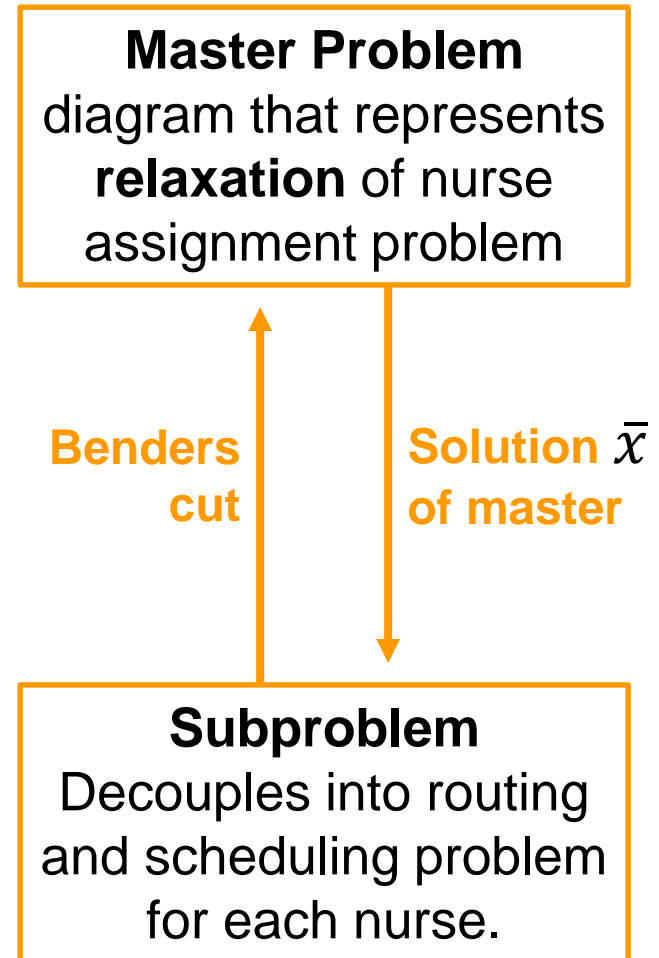 Master Problem
diagram that represents
relaxation of nurse
assignment problem
Benders
cut
Solution x̄
of master
Subproblem
Decouples into routing
and scheduling problem
for each nurse.